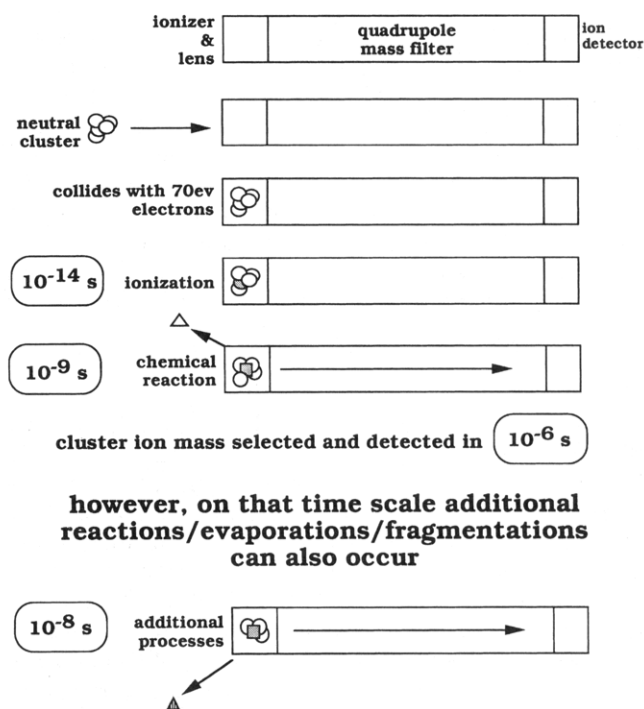 ionizer
&
lens
quadrupole
mass filter
ion
detector
neutral
cluster
collides with 70ev
electrons
10-14 s
ionization
10-9 s
chemical
reaction
cluster ion mass selected and detected in 10-6 s
however, on that time scale additional
reactions/evaporations/fragmentations
can also occur
10-8 s
additional
processes